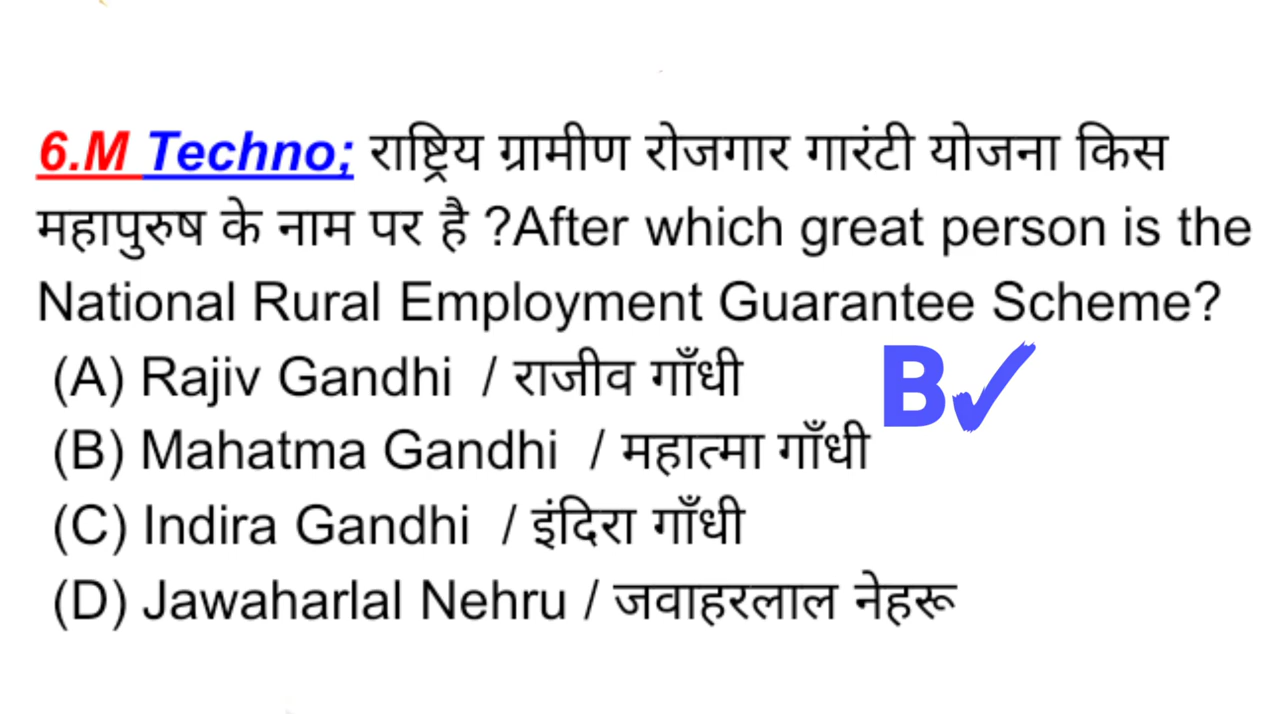 6.M Techno; राष्ट्रिय ग्रामीण रोजगार गारंटी योजना किस
महापुरुष के नाम पर है ?After which great person is the
National Rural Employment Guarantee Scheme?
(A) Rajiv Gandhi / राजीव गाँधी
B✓
(B) Mahatma Gandhi / महात्मा गाँधी
(C) Indira Gandhi / इंदिरा गाँधी
(D) Jawaharlal Nehru / जवाहरलाल नेहरू